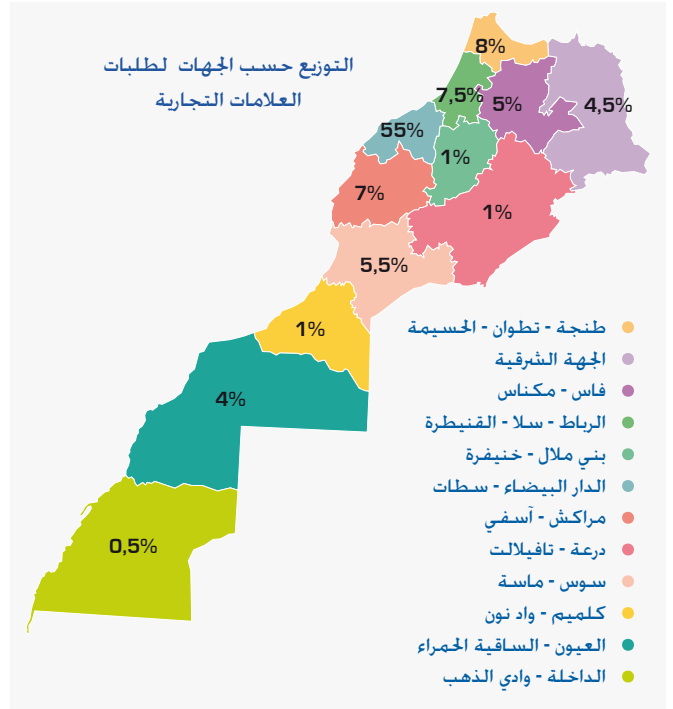 التوزيع حسب الجهات لطلبات
العلامات التجارية
8%
7,5%
5%
4,5%
55%
1%
7%
1%
5,5%
1%
4%
0,5%
طنجة - تطوان - الحسيمة
الجهة الشرقية
فاس - مكناس
الرباط - سلا - القنيطرة
بني ملال - خنيفرة
الدار البيضاء - سطات
مراكش - آسفي
درعة - تافيلالت
سوس - ماسة
كلميم - واد نون
العيون - الساقية الحمراء
الداخلة - وادي الذهب